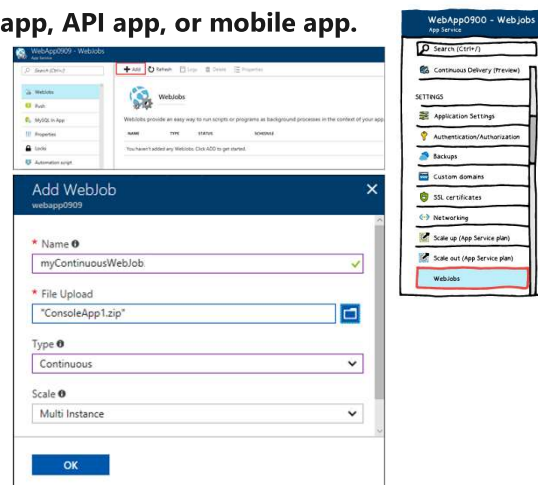 app, API app, or mobile app.
WebApp0909 - WebJobs
App Service
Search (Ctrl+/)
WebJobs
Push
MySQL In App
Properties
Locks
Automation script
Add Refresh Logs Delete Properties
WebJobs
WebJobs provide an easy way to run scripts or programs as background processes in the context of your app.
NAME TYPE STATUS SCHEDULE
You haven't added any WebJobs. Click ADD to get started.
Add WebJob
webapp0909
* Name
myContinuousWebJob
* File Upload
"ConsoleApp1.zip"
Type
Continuous
Scale
Multi Instance
OK
WebApp0900 - Webjobs
App Service
Search (Ctrl+/)
Continuous Delivery (Preview)
SETTINGS
Application Settings
Authentication/Authorization
Backups
Custom domains
SSL certificates
Networking
Scale up (App Service plan)
Scale out (App Service plan)
WebJobs